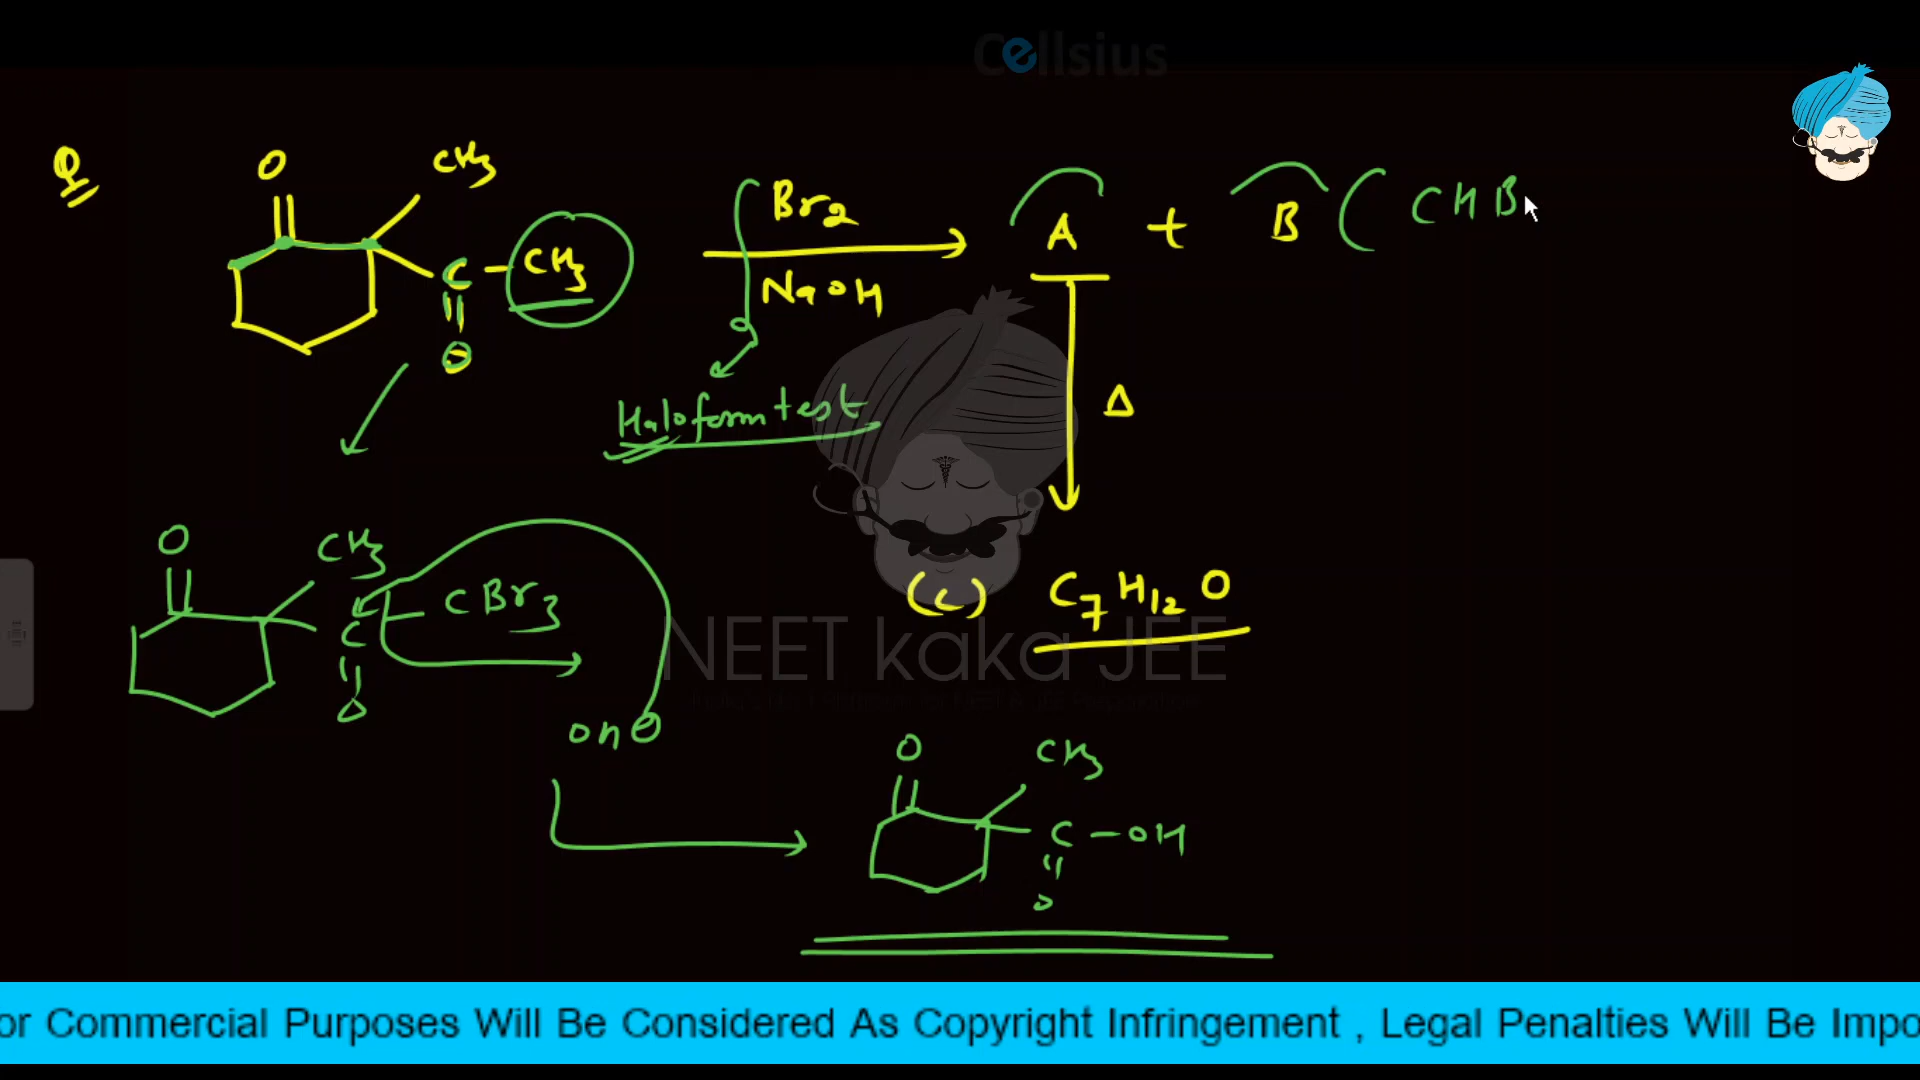 Cellsius
Q
O
CH3
C - CH3
O
Br2
NaOH
A + B ( CHB
Haloform test
Δ
(C) C7H12O
O
CH3
C - CBr3
O
OH⊖
NEET kaka JEE
O
CH3
C - OH
O
or Commercial Purposes Will Be Considered As Copyright Infringement , Legal Penalties Will Be Impo